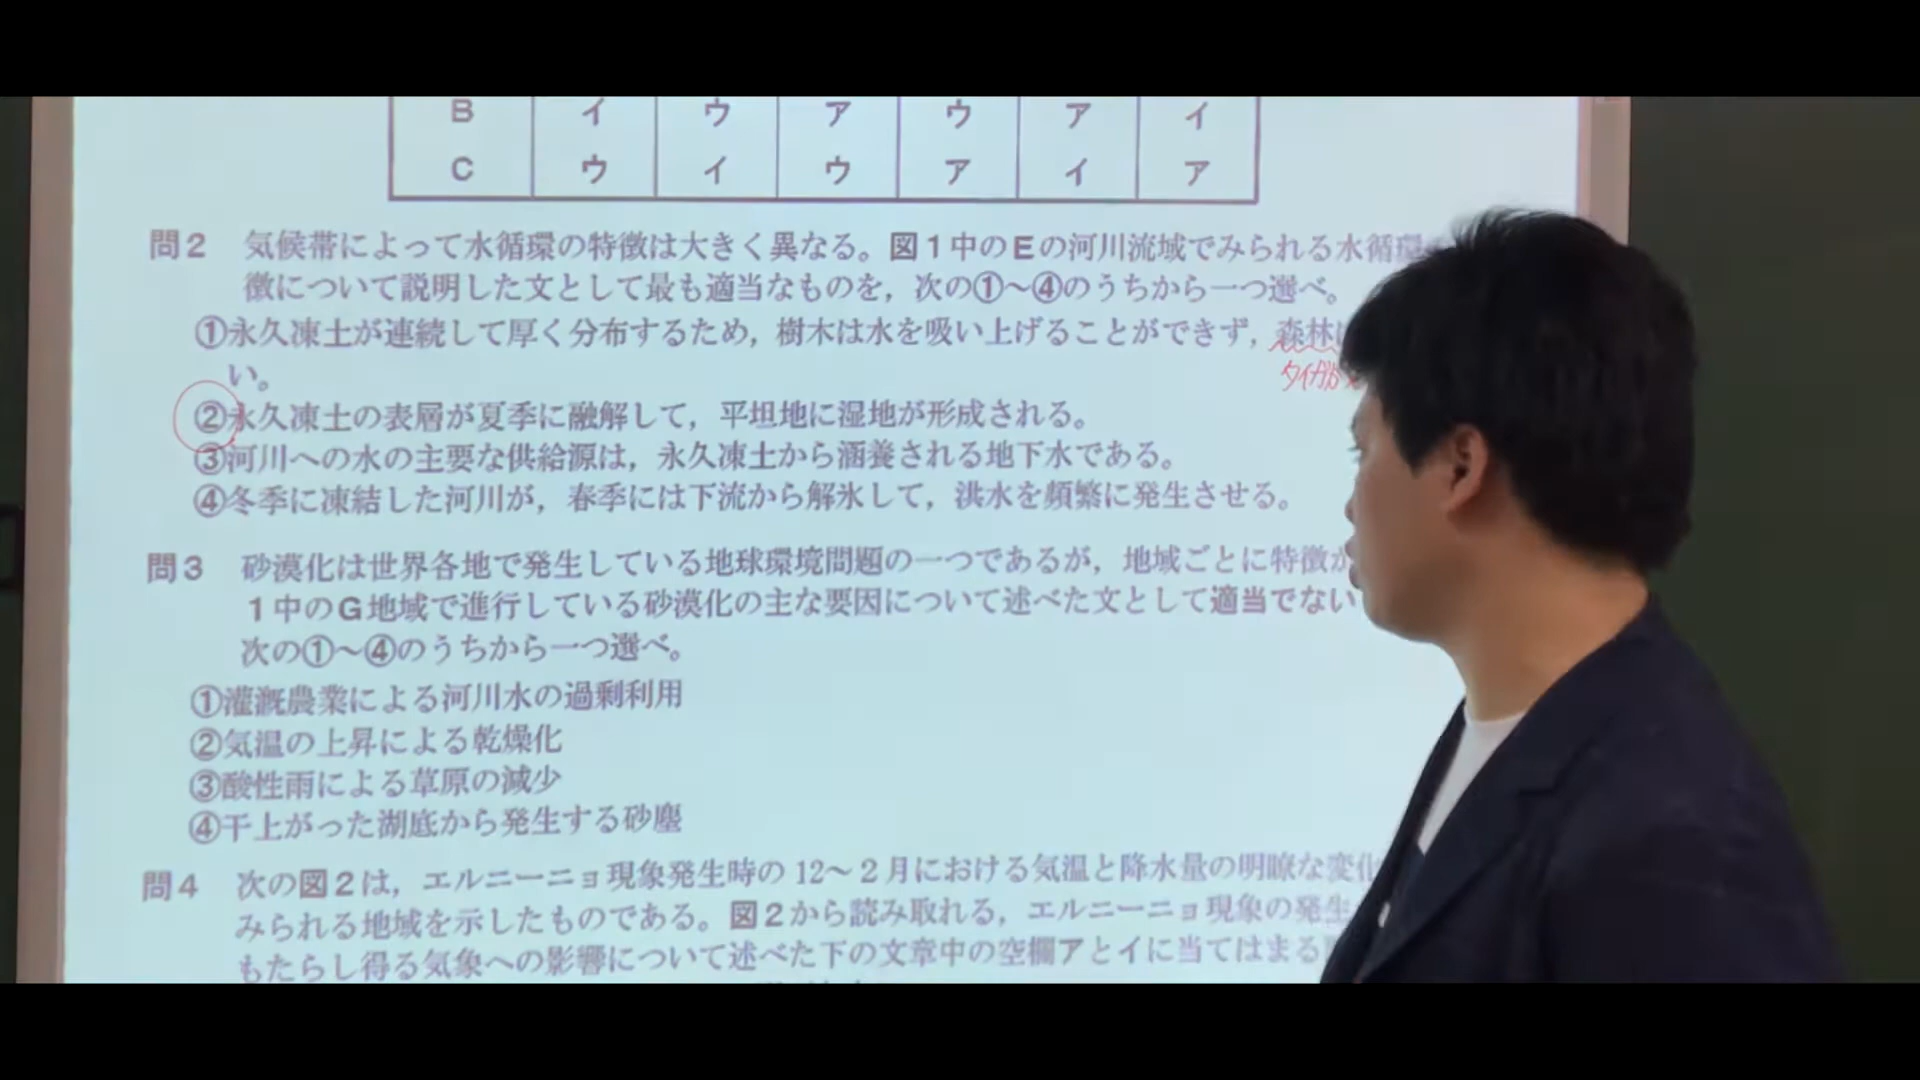 B イ ウ ア ウ ア イ
C ウ イ ウ ア イ ア
問2 気候帯によって水循環の特徴は大きく異なる。図1中のEの河川流域でみられる水循環
徴について説明した文として最も適当なものを，次の①～④のうちから一つ選べ。
①永久凍土が連続して厚く分布するため，樹木は水を吸い上げることができず，森林
い。
タイガが
②永久凍土の表層が夏季に融解して，平坦地に湿地が形成される。
③河川への水の主要な供給源は，永久凍土から涵養される地下水である。
④冬季に凍結した河川が，春季には下流から解氷して，洪水を頻繁に発生させる。
問3 砂漠化は世界各地で発生している地球環境問題の一つであるが，地域ごとに特徴が
1中のG地域で進行している砂漠化の主な要因について述べた文として適当でない
次の①～④のうちから一つ選べ。
①灌漑農業による河川水の過剰利用
②気温の上昇による乾燥化
③酸性雨による草原の減少
④干上がった湖底から発生する砂塵
問4 次の図2は，エルニーニョ現象発生時の12～2月における気温と降水量の明瞭な変化
みられる地域を示したものである。図2から読み取れる，エルニーニョ現象の発生
もたらし得る気象への影響について述べた下の文章中の空欄アとイに当てはまる